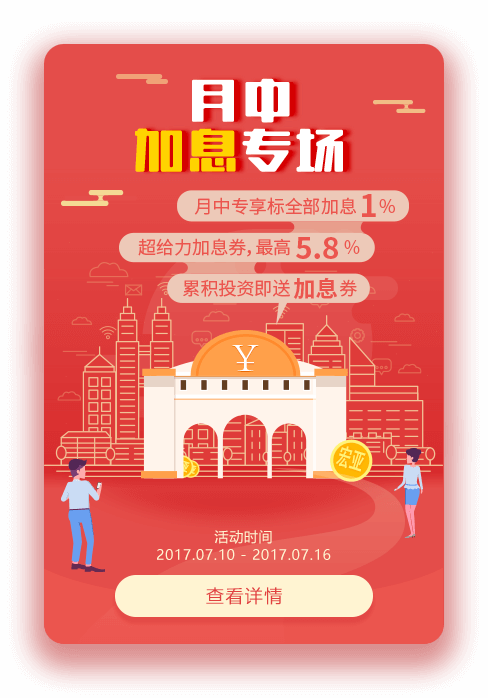 月中
加息专场
月中专享标全部加息1%
超给力加息券,最高5.8%
累积投资即送加息券
¥
宏亚
活动时间
2017.07.10 - 2017.07.16
查看详情